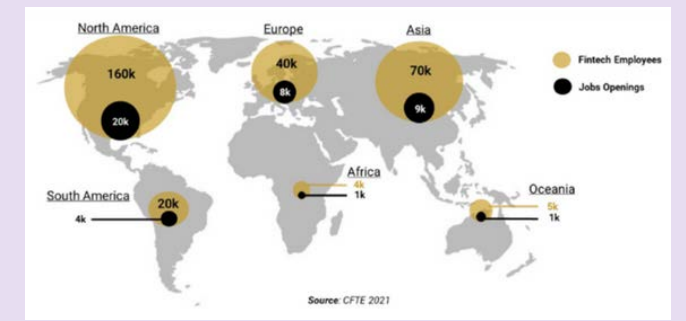 North America
Europe
Asia
160k
40k
70k
Fintech Employees
Jobs Openings
20k
8k
9k
Africa
4k
1k
South America
20k
4k
Oceania
5k
1k
Source: CFTE 2021